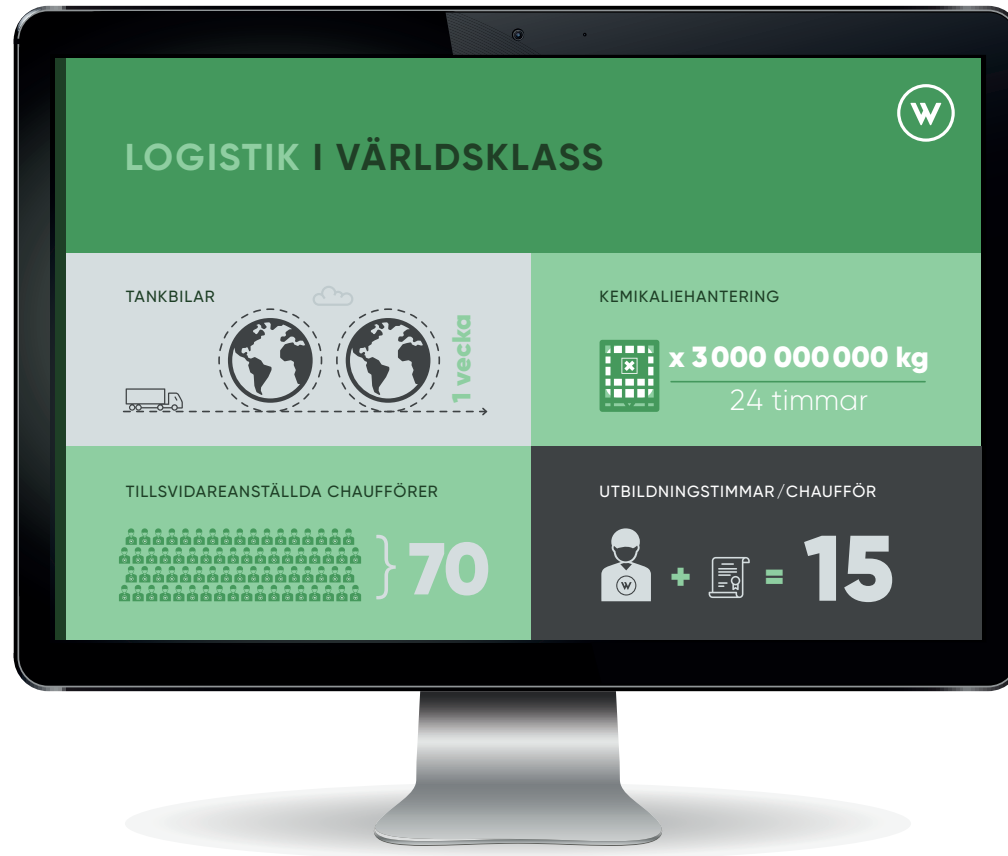 W
LOGISTIK I VÄRLDSKLASS
TANKBILAR
1 vecka
KEMIKALIEHANTERING
x 3 000 000 000 kg
24 timmar
TILLSVIDAREANSTÄLLDA CHAUFFÖRER
70
UTBILDNINGSTIMMAR/CHAUFFÖR
W
+
=
15